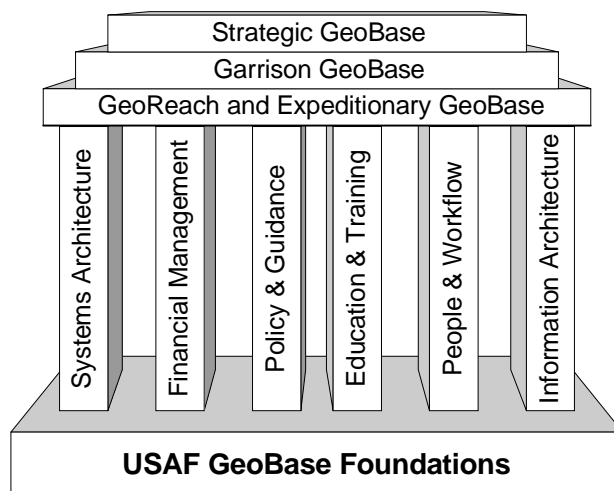 Strategic GeoBase
Garrison GeoBase
GeoReach and Expeditionary GeoBase
Systems Architecture
Financial Management
Policy & Guidance
Education & Training
People & Workflow
Information Architecture
USAF GeoBase Foundations